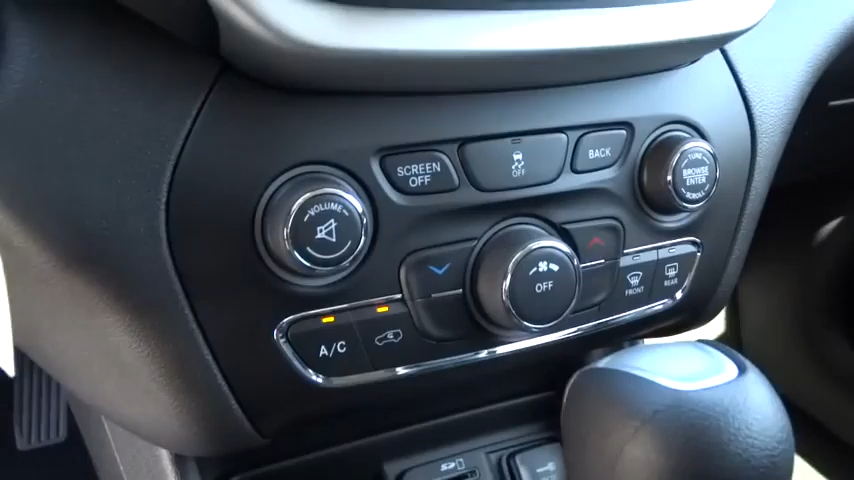 SCREEN
OFF
OFF
BACK
TUNE
BROWSE
ENTER
SCROLL
VOLUME
OFF
FRONT
REAR
A/C